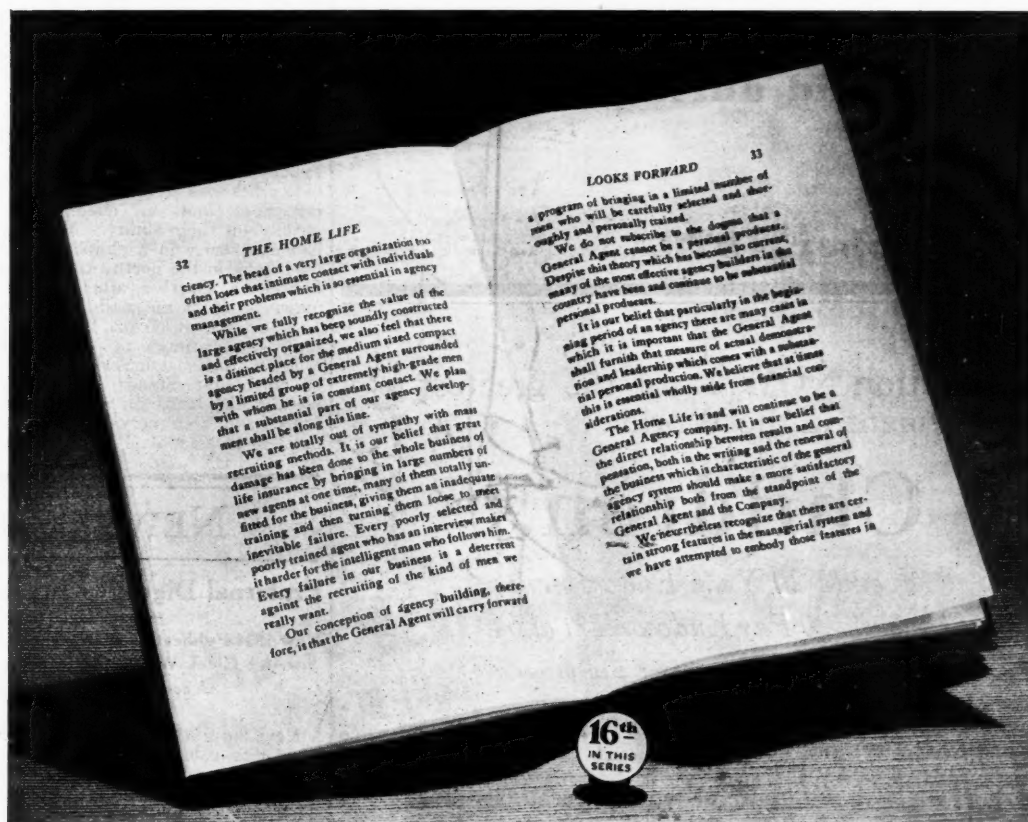 32 THE HOME LIFE
ciency. The head of a very large organization too
often loses that intimate contact with individuals
and their problems which is so essential in agency
management.
While we fully recognize the value of the
large agency which has been soundly constructed
and effectively organized, we also feel that there
is a distinct place for the medium sized compact
agency headed by a General Agent surrounded
by a limited group of extremely high-grade men
with whom he is in constant contact. We plan
that a substantial part of our agency develop-
ment shall be along this line.
We are totally out of sympathy with mass
recruiting methods. It is our belief that great
damage has been done to the whole business of
life insurance by bringing in large numbers of
new agents at one time, many of them totally un-
fitted for the business, giving them an inadequate
training and then turning them loose to meet
inevitable failure. Every poorly selected and
poorly trained agent who has an interview makes
it harder for the intelligent man who follows him.
Every failure in our business is a deterrent
against the recruiting of the kind of men we
really want.
Our conception of agency building, there-
fore, is that the General Agent will carry forward
LOOKS FORWARD 33
a program of bringing in a limited number of
men who will be carefully selected and thor-
oughly and personally trained.
We do not subscribe to the dogma that a
General Agent cannot be a personal producer.
Despite this theory which has become so current,
many of the most effective agency builders in this
country have been and continue to be substantial
personal producers.
It is our belief that particularly in the begin-
ning period of an agency there are many cases in
which it is important that the General Agent
shall furnish that measure of actual demonstra-
tion and leadership which comes with a substan-
tial personal production. We believe that at times
this is essential wholly aside from financial con-
siderations.
The Home Life is and will continue to be a
General Agency company. It is our belief that
the direct relationship between results and com-
pensation, both in the writing and the renewal of
the business which is characteristic of the general
agency system should make a more satisfactory
relationship both from the standpoint of the
General Agent and the Company.
We nevertheless recognize that there are cer-
tain strong features in the managerial system and
we have attempted to embody those features in
16th
IN THIS
SERIES